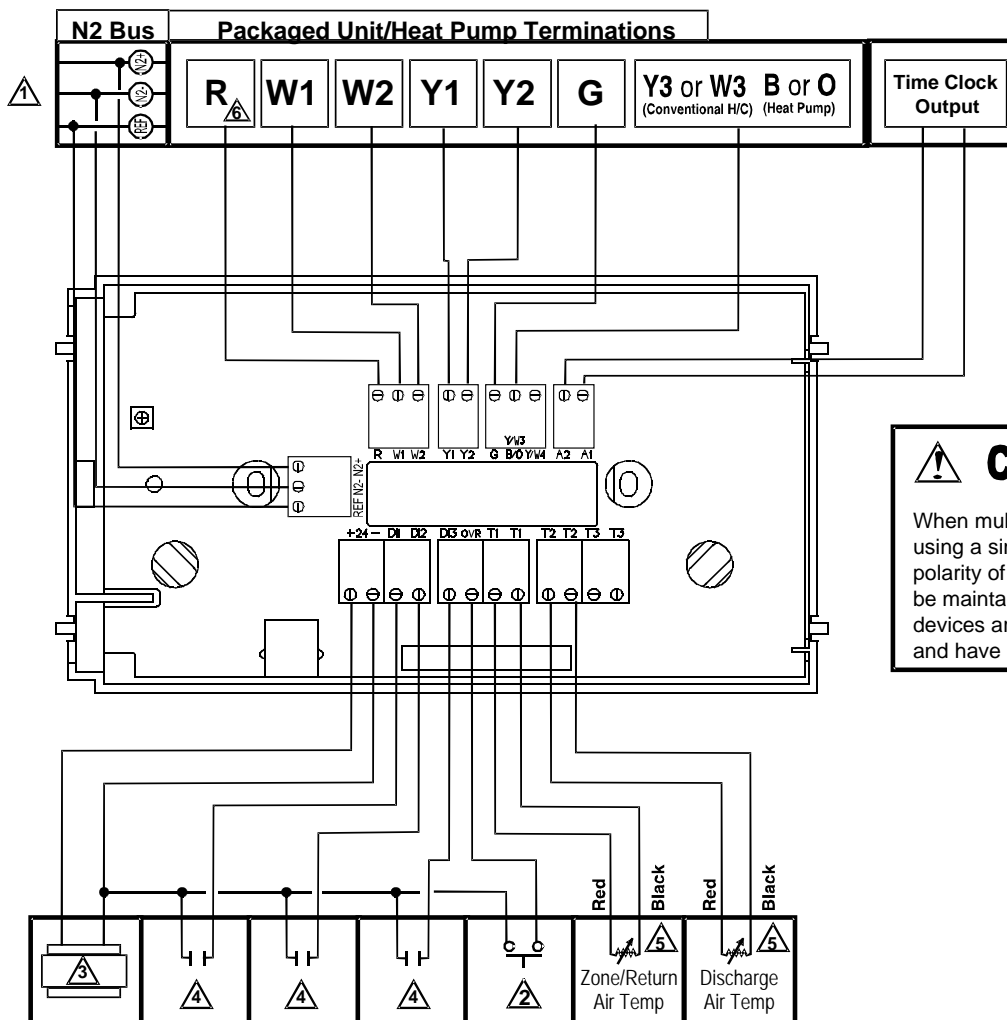 N2 Bus
Packaged Unit/Heat Pump Terminations
N2+
N2-
REF
1
R
6
W1
W2
Y1
Y2
G
Y3 or W3
(Conventional H/C)
B or O
(Heat Pump)
Time Clock
Output
Y/W3
R W1 W2 Y1 Y2 G B/O Y/W4 A2 A1
REF N2- N2+
+24 - DI1 DI2 DI3 OVR T1 T1 T2 T2 T3 T3
!
C
When mul
using a sin
polarity of
be mainta
devices ar
and have
Red
Black
Red
Black
3
4
4
4
2
5
Zone/Return
Air Temp
5
Discharge
Air Temp